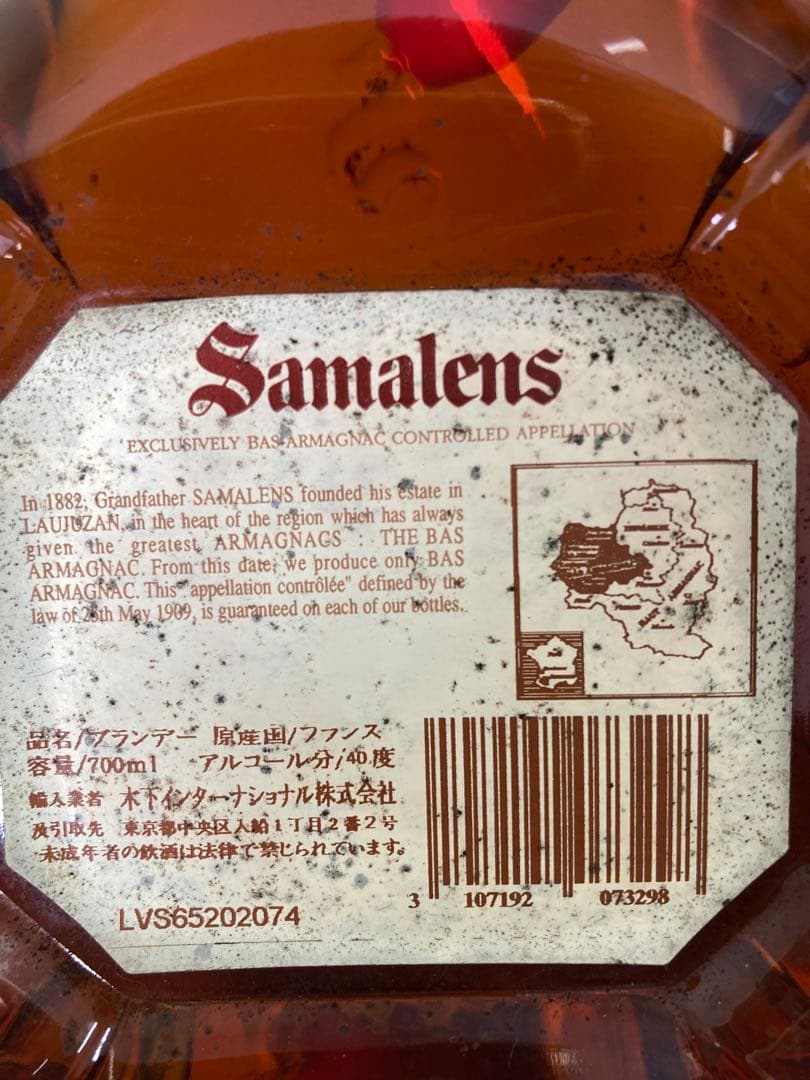 Samalens
EXCLUSIVELY BAS-ARMAGNAC CONTROLLED APPELLATION
In 1882, Grandfather SAMALENS founded his estate in
LAUJUZAN, in the heart of the region which has always
given the greatest ARMAGNAGS : THE BAS
ARMAGNAC. From this date, we produce only BAS
ARMAGNAC. This "appellation contrôlée" defined by the
law of 25th May 1909, is guaranteed on each of our bottles.
品名/ブランデー 原産国/フランス
容量/700ml アルコール分/40度
輸入業者 木下インターナショナル株式会社
及引取先 東京都中央区入船1丁目2番2号
未成年者の飲酒は法律で禁じられています。
LVS65202074
3 107192 073298